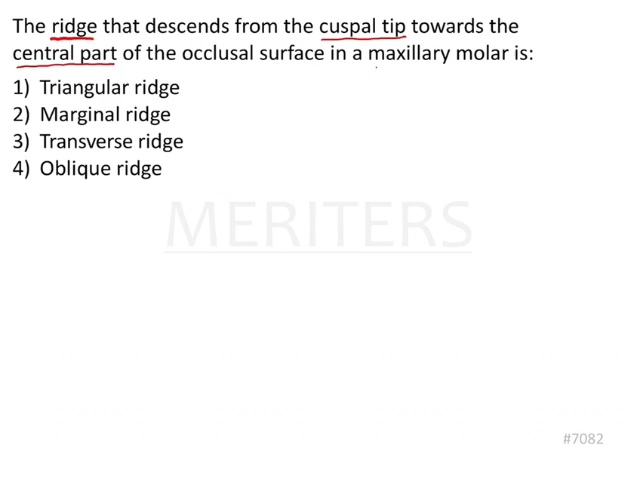 The ridge that descends from the cuspal tip towards the
central part of the occlusal surface in a maxillary molar is:
1) Triangular ridge
2) Marginal ridge
3) Transverse ridge
4) Oblique ridge
MERITERS
#7082